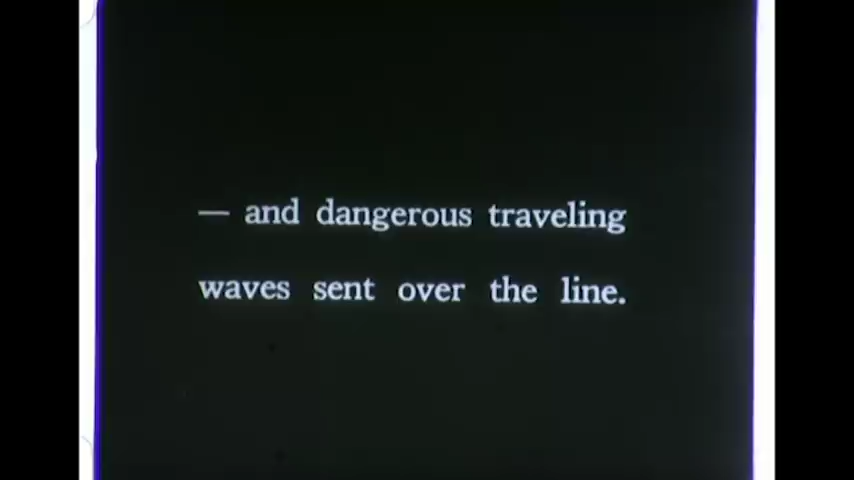 — and dangerous traveling
waves sent over the line.